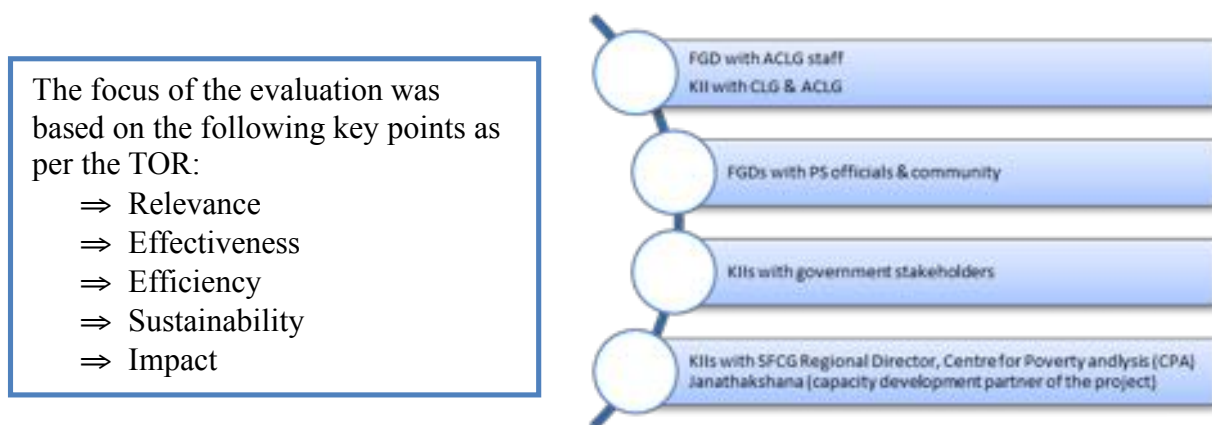 The focus of the evaluation was
based on the following key points as
per the TOR:
⇒ Relevance
⇒ Effectiveness
⇒ Efficiency
⇒ Sustainability
⇒ Impact
FGD with ACLG staff
KII with CLG & ACLG
FGDs with PS officials & community
KIIs with government stakeholders
KIIs with SFCG Regional Director, Centre for Poverty andlysis (CPA)
Janathakshana (capacity development partner of the project)